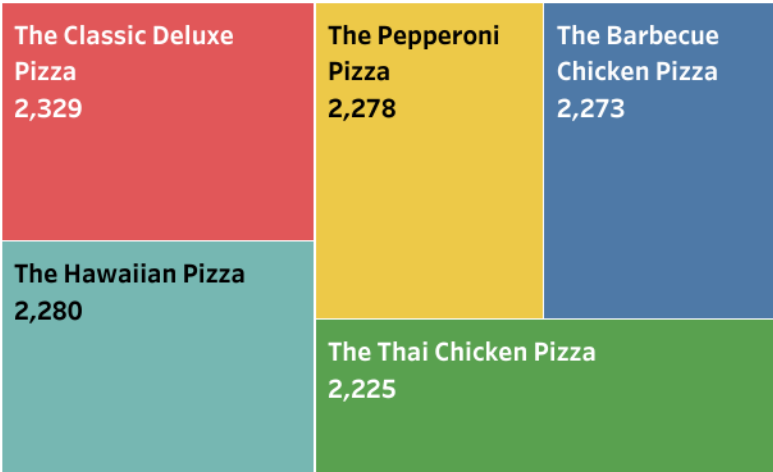 The Classic Deluxe
Pizza
2,329
The Pepperoni
Pizza
2,278
The Barbecue
Chicken Pizza
2,273
The Hawaiian Pizza
2,280
The Thai Chicken Pizza
2,225